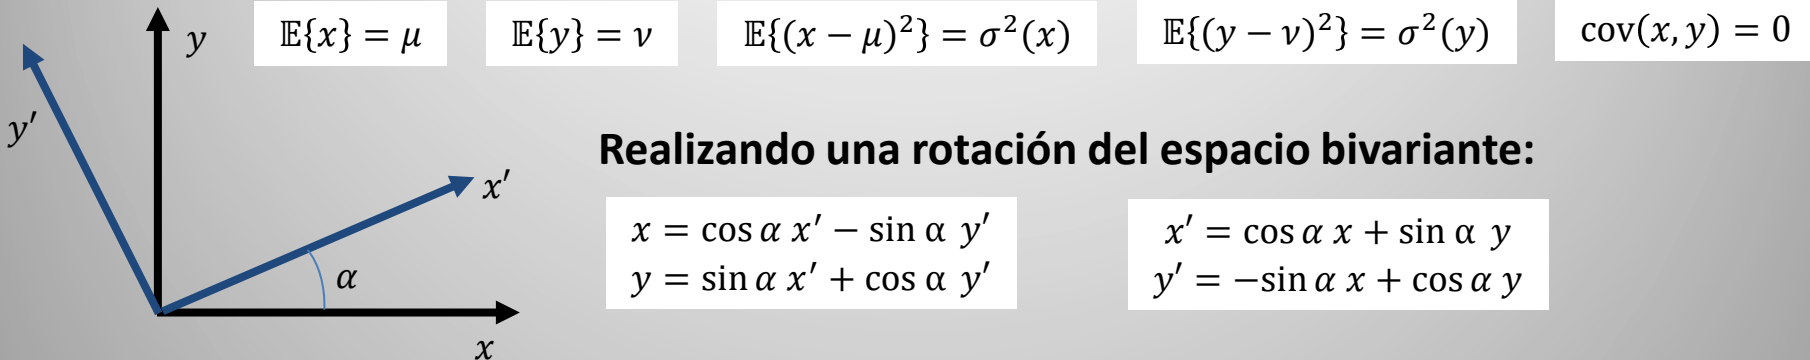 y
𝔼{x} = μ
𝔼{y} = ν
𝔼{(x − μ)²} = σ²(x)
𝔼{(y − ν)²} = σ²(y)
cov(x, y) = 0
y′
x′
α
x
Realizando una rotación del espacio bivariante:
x = cos α x′ − sin α y′
y = sin α x′ + cos α y′
x′ = cos α x + sin α y
y′ = −sin α x + cos α y